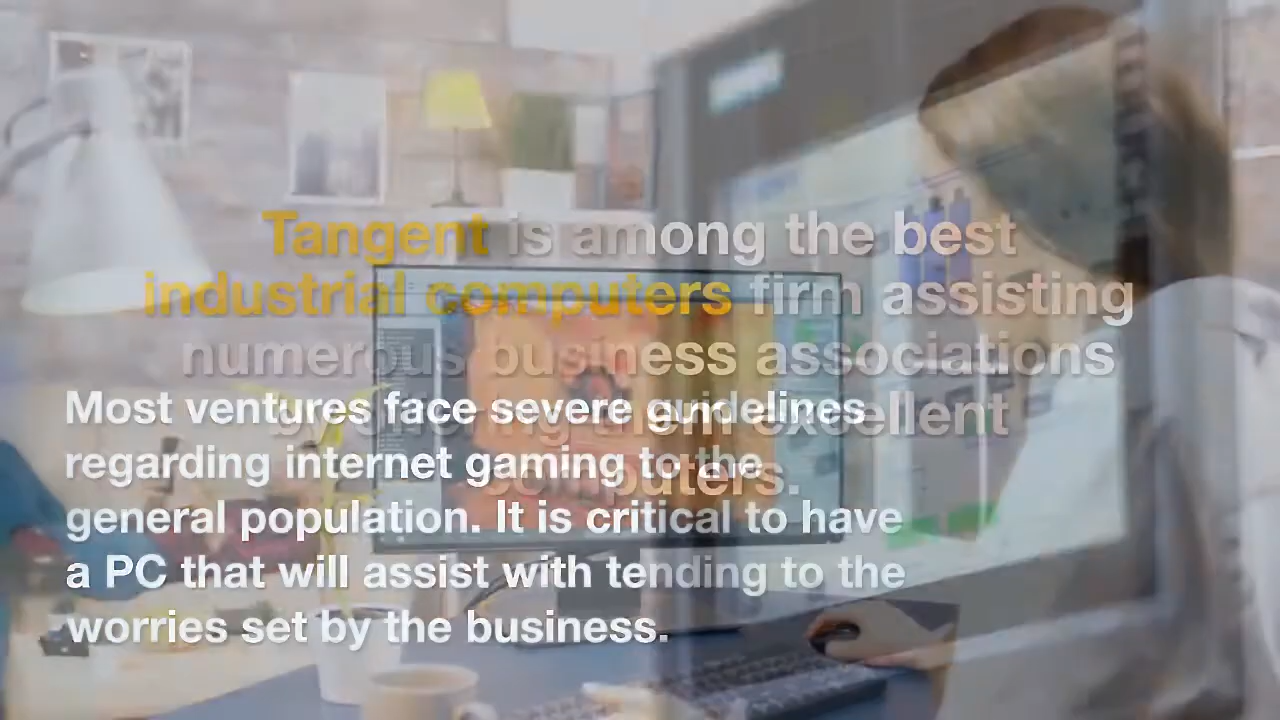 Tangent is among the best
industrial computers firm assisting
numerous business associations
them excellent
computers.
Most ventures face severe guidelines
regarding internet gaming to the
general population. It is critical to have
a PC that will assist with tending to the
worries set by the business.